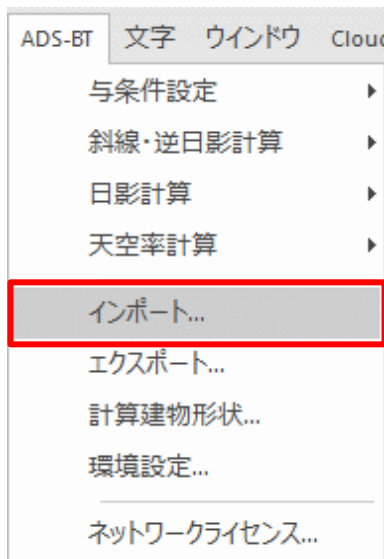 ADS-BT 文字 ウインドウ Clou
与条件設定
斜線・逆日影計算
日影計算
天空率計算
インポート...
エクスポート...
計算建物形状...
環境設定...
ネットワークライセンス...